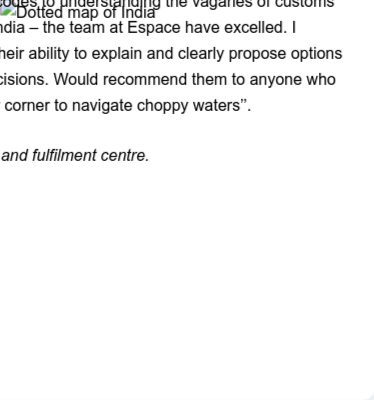 codes to understanding the vagaries of customs
Dotted map of India
ndia – the team at Espace have excelled. I
heir ability to explain and clearly propose options
cisions. Would recommend them to anyone who
corner to navigate choppy waters”.
and fulfilment centre.